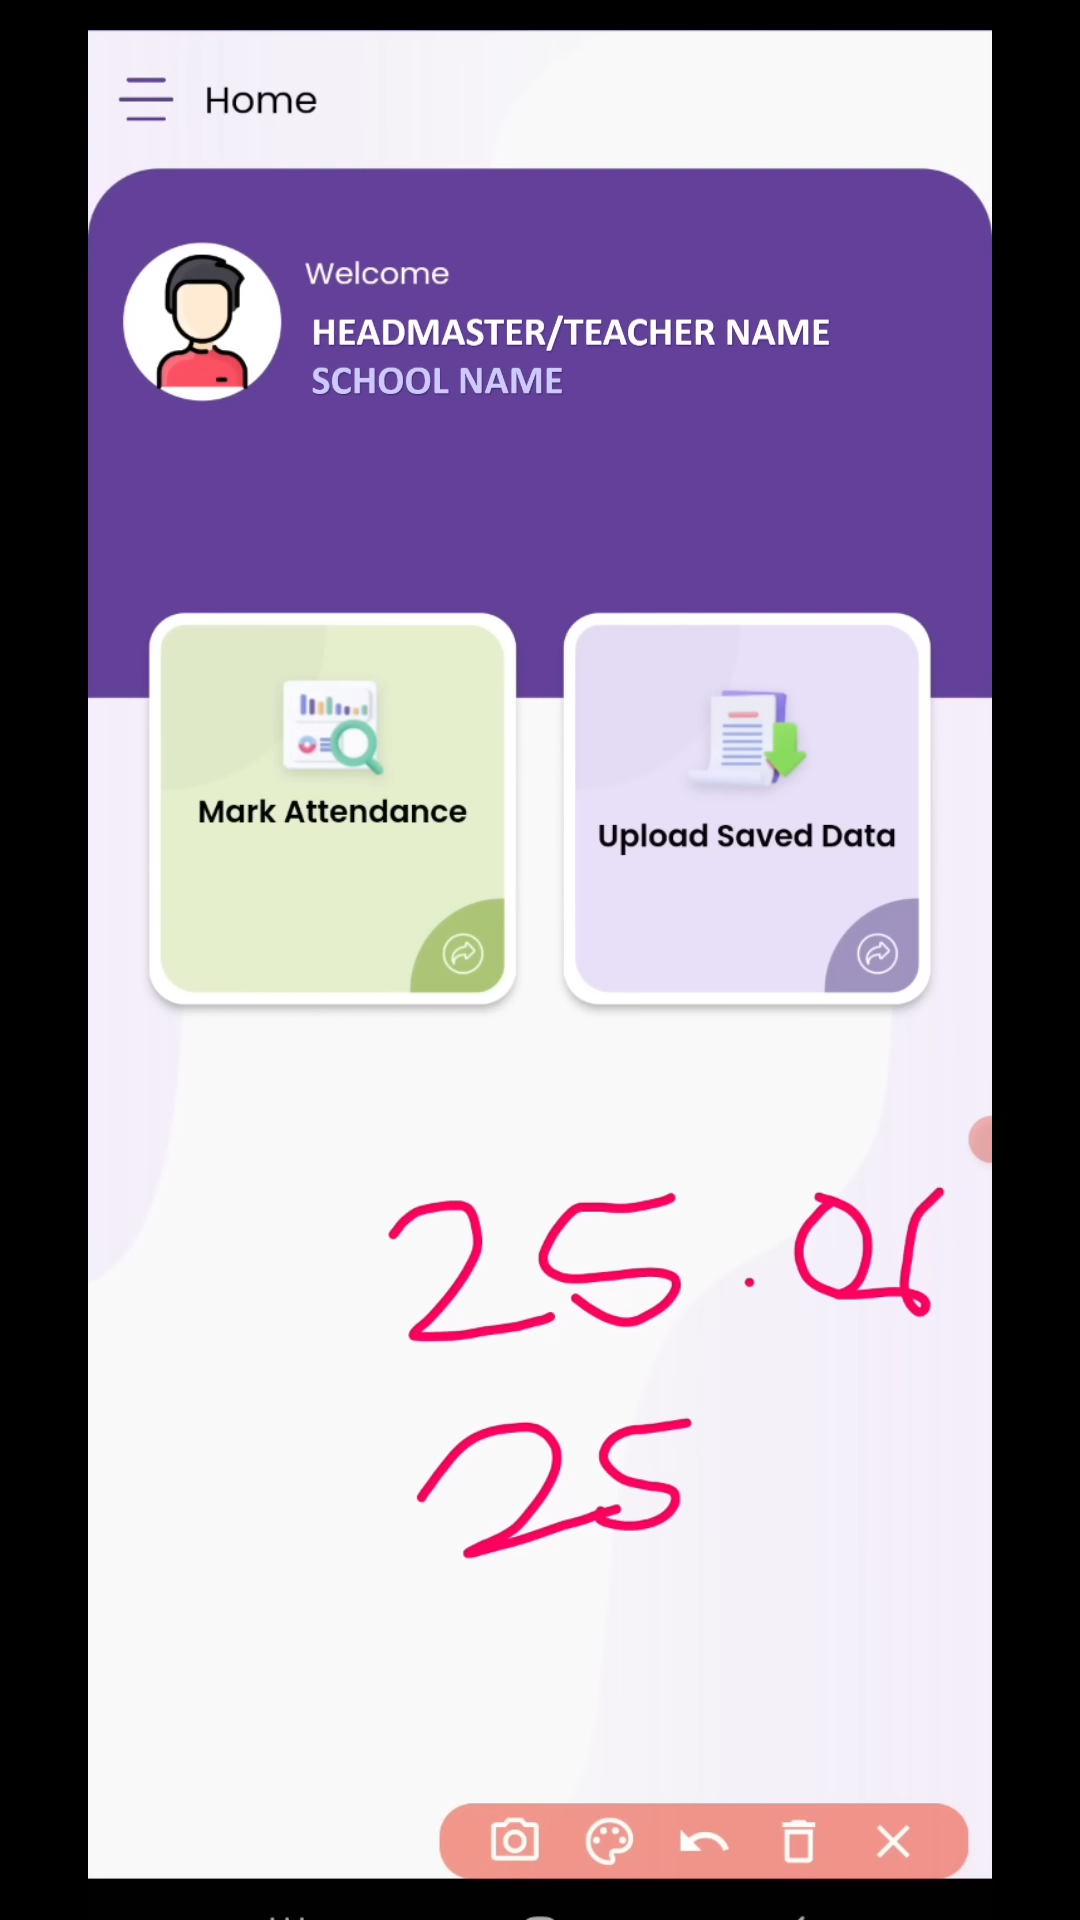 Home
Welcome
HEADMASTER/TEACHER NAME
SCHOOL NAME
Mark Attendance
Upload Saved Data
25.06
25